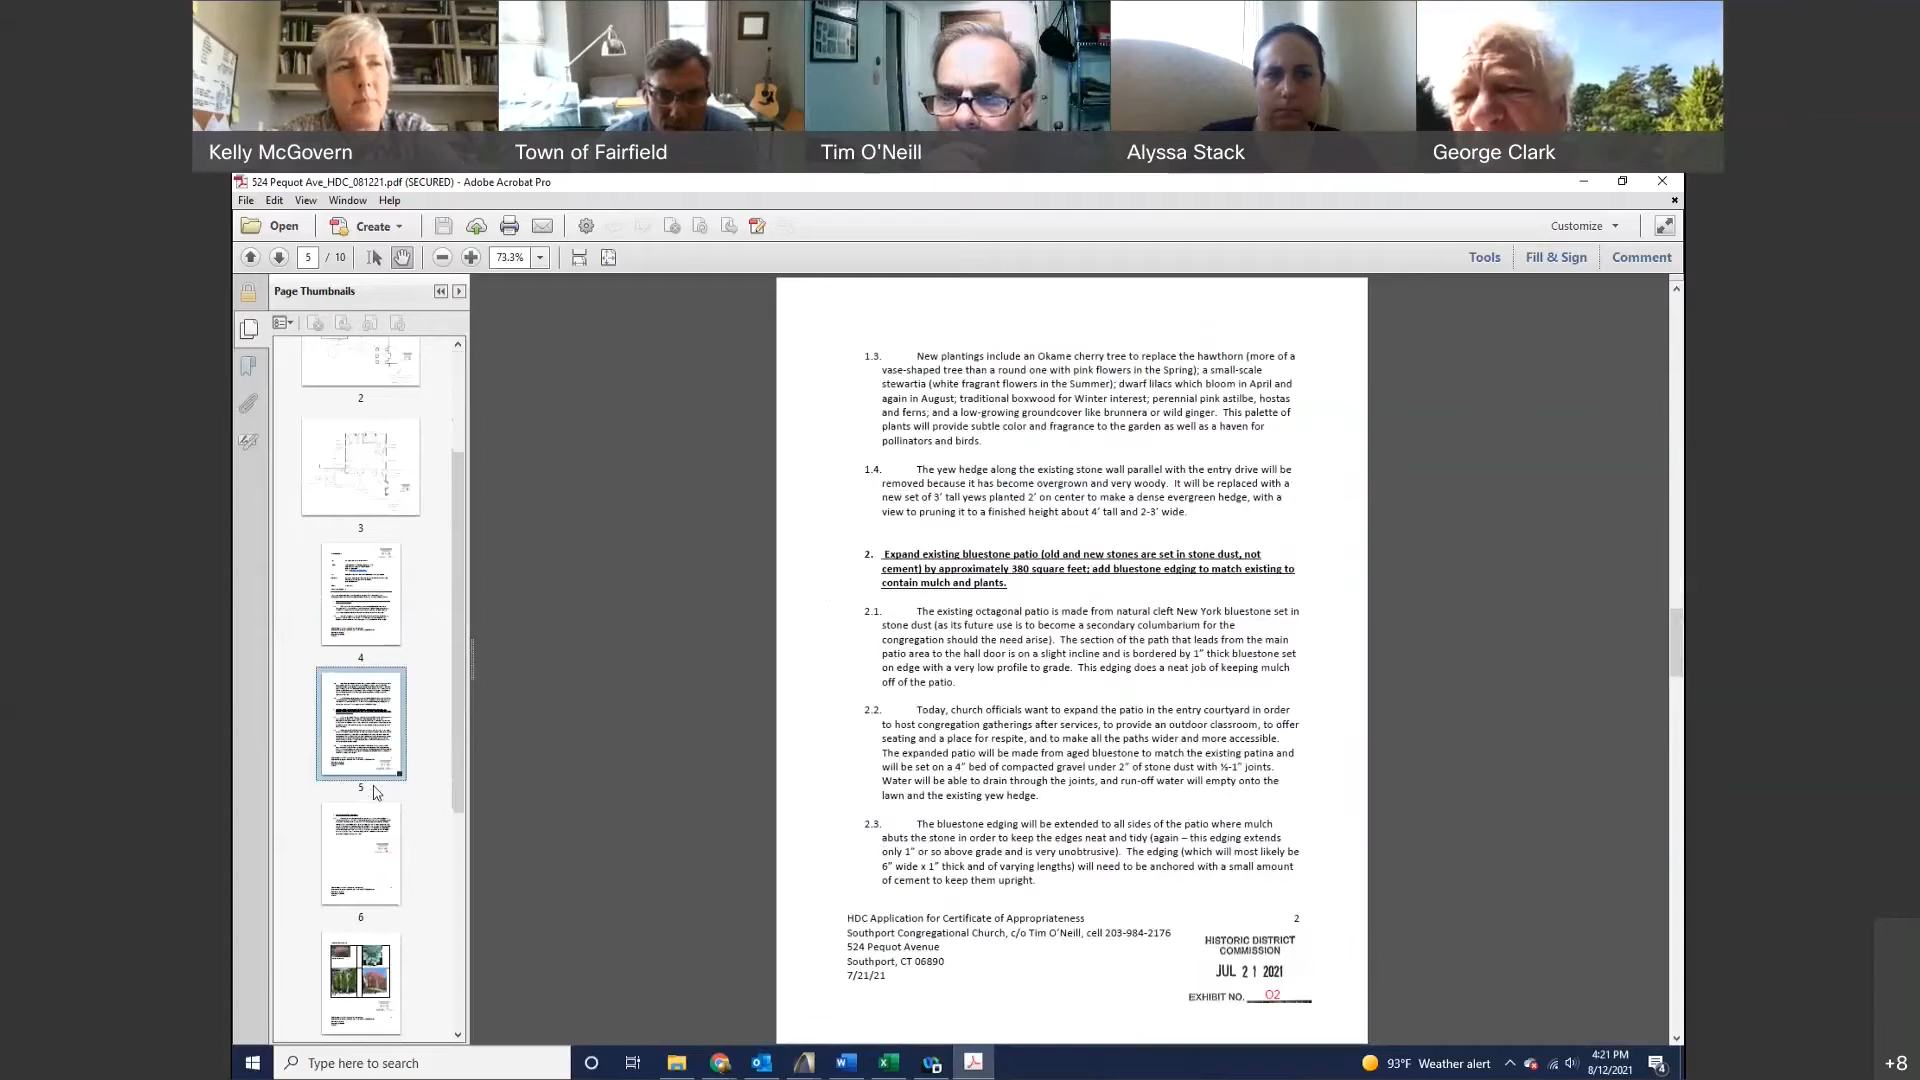 Kelly McGovern
Town of Fairfield
Tim O'Neill
Alyssa Stack
George Clark
524 Pequot Ave_HDC_081221.pdf (SECURED) - Adobe Acrobat Pro
File Edit View Window Help
Open
Create
Customize
5 / 10
73.3%
Tools
Fill & Sign
Comment
Page Thumbnails
2
3
4
5
6
1.3. New plantings include an Okame cherry tree to replace the hawthorn (more of a
vase-shaped tree than a round one with pink flowers in the Spring); a small-scale
stewartia (white fragrant flowers in the Summer); dwarf lilacs which bloom in April and
again in August; traditional boxwood for Winter interest; perennial pink astilbe, hostas
and ferns; and a low-growing groundcover like brunnera or wild ginger. This palette of
plants will provide subtle color and fragrance to the garden as well as a haven for
pollinators and birds.
1.4. The yew hedge along the existing stone wall parallel with the entry drive will be
removed because it has become overgrown and very woody. It will be replaced with a
new set of 3’ tall yews planted 2’ on center to make a dense evergreen hedge, with a
view to pruning it to a finished height about 4’ tall and 2-3’ wide.
2. Expand existing bluestone patio (old and new stones are set in stone dust, not
cement) by approximately 380 square feet; add bluestone edging to match existing to
contain mulch and plants.
2.1. The existing octagonal patio is made from natural cleft New York bluestone set in
stone dust (as its future use is to become a secondary columbarium for the
congregation should the need arise). The section of the path that leads from the main
patio area to the hall door is on a slight incline and is bordered by 1” thick bluestone set
on edge with a very low profile to grade. This edging does a neat job of keeping mulch
off of the patio.
2.2. Today, church officials want to expand the patio in the entry courtyard in order
to host congregation gatherings after services, to provide an outdoor classroom, to offer
seating and a place for respite, and to make all the paths wider and more accessible.
The expanded patio will be made from aged bluestone to match the existing patina and
will be set on a 4” bed of compacted gravel under 2” of stone dust with ½-1” joints.
Water will be able to drain through the joints, and run-off water will empty onto the
lawn and the existing yew hedge.
2.3. The bluestone edging will be extended to all sides of the patio where mulch
abuts the stone in order to keep the edges neat and tidy (again – this edging extends
only 1” or so above grade and is very unobtrusive). The edging (which will most likely be
6” wide x 1” thick and of varying lengths) will need to be anchored with a small amount
of cement to keep them upright.
HDC Application for Certificate of Appropriateness 2
Southport Congregational Church, c/o Tim O’Neill, cell 203-984-2176
524 Pequot Avenue
Southport, CT 06890
7/21/21
HISTORIC DISTRICT
COMMISSION
JUL 21 2021
EXHIBIT NO. 02
Type here to search
93°F Weather alert
4:21 PM
8/12/2021
4
+8